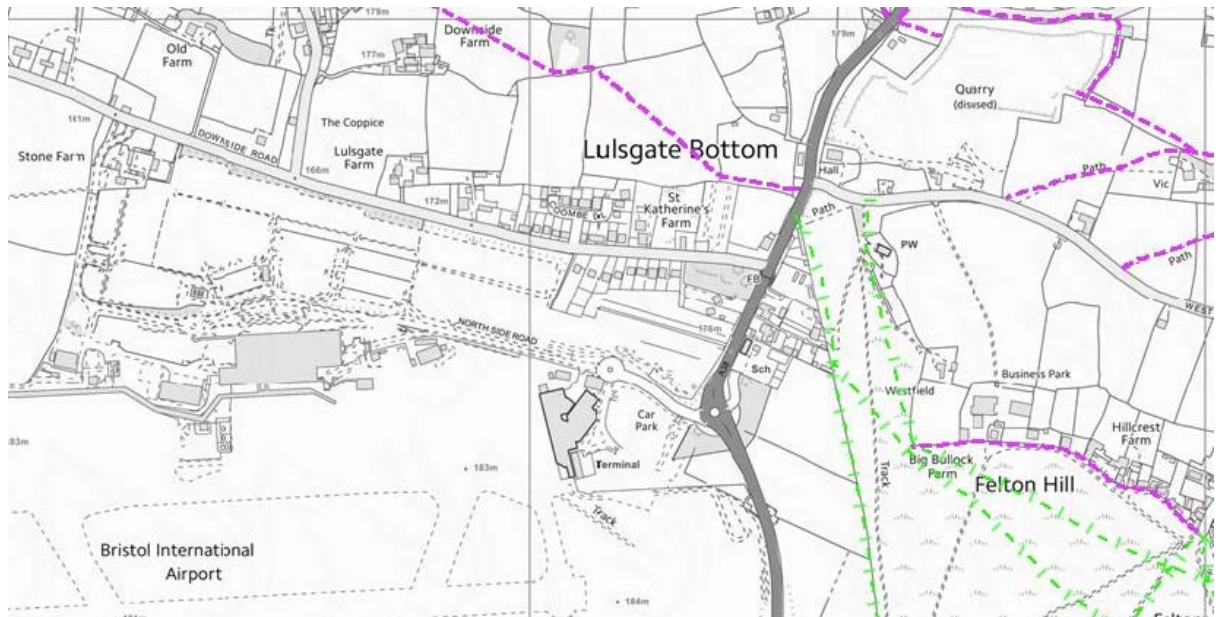 178m
Old
Farm
177m
Downside
Farm
179m
Quarry
(disused)
141m
DOWNSIDE ROAD
The Coppice
Lulsgate Bottom
Stone Farm
Lulsgate
Farm
166m
Hall
Path
Vic
172m
COOMBE
St
Katherine's
Farm
Path
PW
Path
FB
WEST
NORTH SIDE ROAD
176m
A38
Sch
Business Park
Westfield
Car
Park
Hillcrest
Farm
183m
183m
Terminal
Track
Big Bullock
Farm
Felton Hill
Track
Bristol International
Airport
184m
Felton